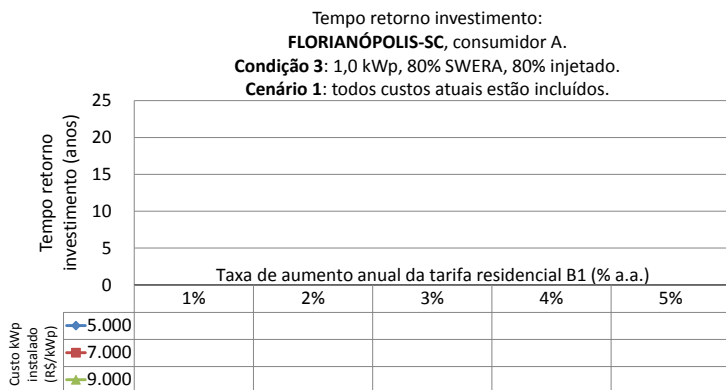 Tempo retorno investimento:
FLORIANÓPOLIS-SC, consumidor A.
Condição 3: 1,0 kWp, 80% SWERA, 80% injetado.
Cenário 1: todos custos atuais estão incluídos.
Tempo retorno
investimento (anos)
25
20
15
10
5
0
Taxa de aumento anual da tarifa residencial B1 (% a.a.)
1% 2% 3% 4% 5%
Custo kWp
instalado
(R$/kWp)
5.000
7.000
9.000